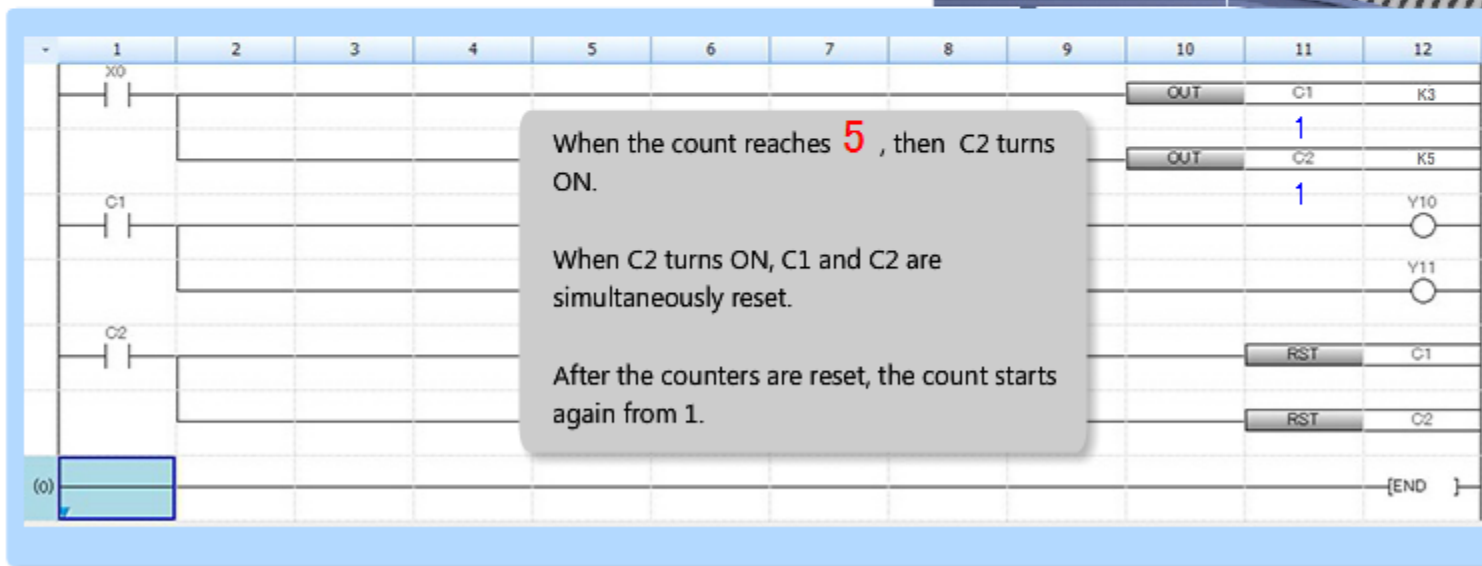 1 2 3 4 5 6 7 8 9 10 11 12
X0
OUT C1 K3
1
When the count reaches 5 , then C2 turns
ON.
OUT C2 K5
1
C1
Y10
When C2 turns ON, C1 and C2 are
simultaneously reset.
Y11
C2
RST C1
After the counters are reset, the count starts
again from 1.
RST C2
(0)
[END ]